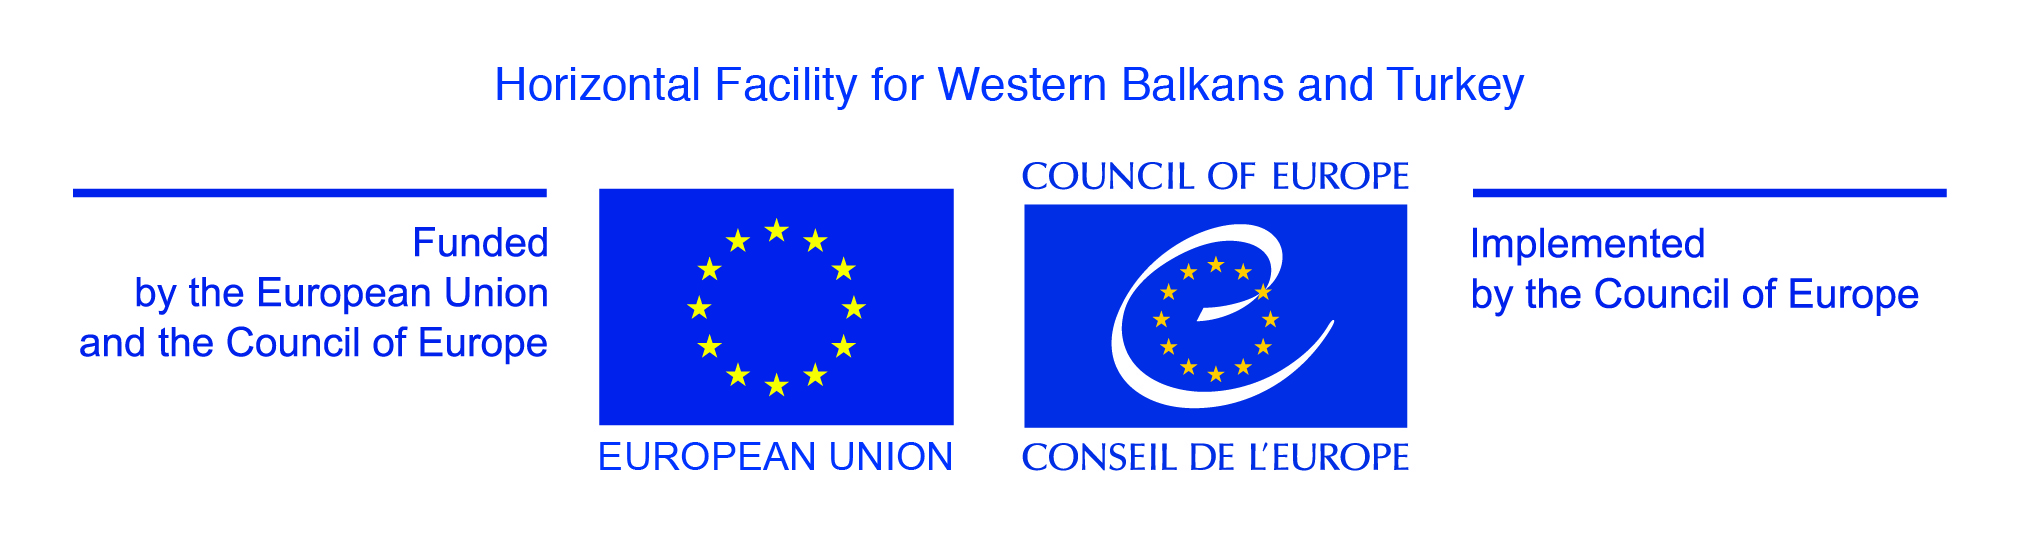 Horizontal Facility for Western Balkans and Turkey
Funded
by the European Union
and the Council of Europe
EUROPEAN UNION
COUNCIL OF EUROPE
CONSEIL DE L'EUROPE
Implemented
by the Council of Europe